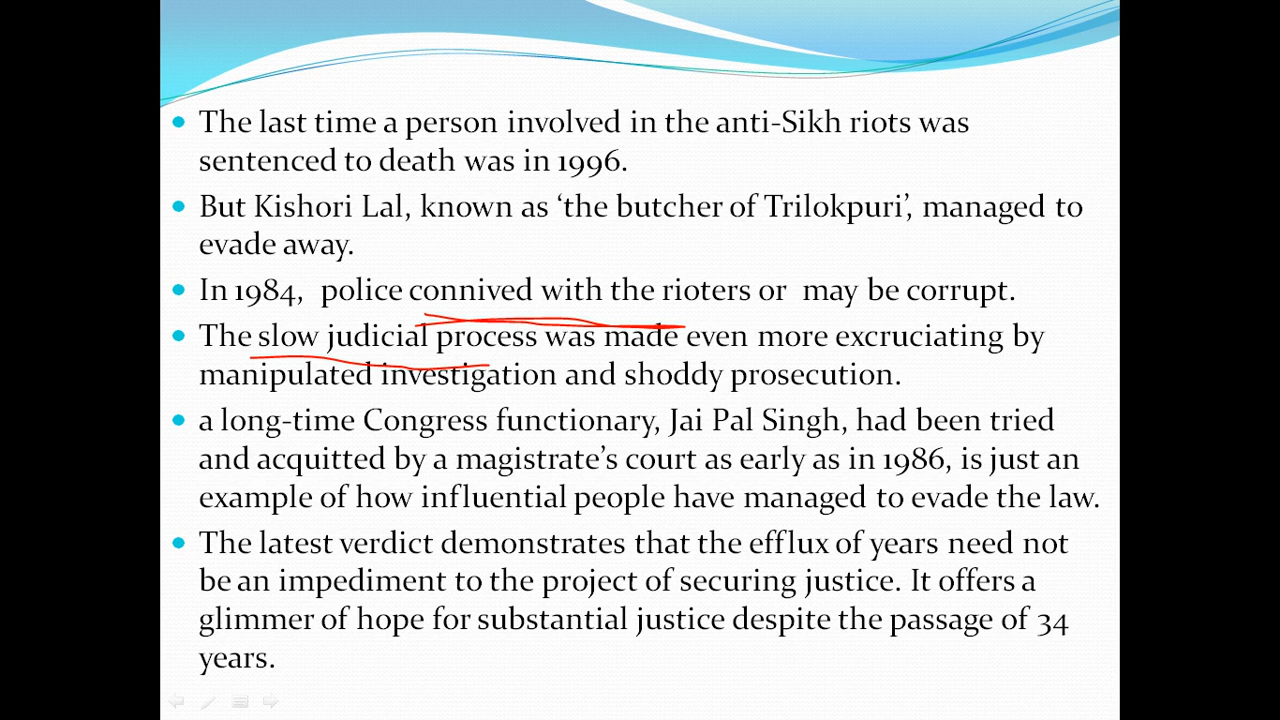 The last time a person involved in the anti-Sikh riots was
sentenced to death was in 1996.
But Kishori Lal, known as ‘the butcher of Trilokpuri’, managed to
evade away.
In 1984,  police connived with the rioters or  may be corrupt.
The slow judicial process was made even more excruciating by
manipulated investigation and shoddy prosecution.
a long-time Congress functionary, Jai Pal Singh, had been tried
and acquitted by a magistrate’s court as early as in 1986, is just an
example of how influential people have managed to evade the law.
The latest verdict demonstrates that the efflux of years need not
be an impediment to the project of securing justice. It offers a
glimmer of hope for substantial justice despite the passage of 34
years.